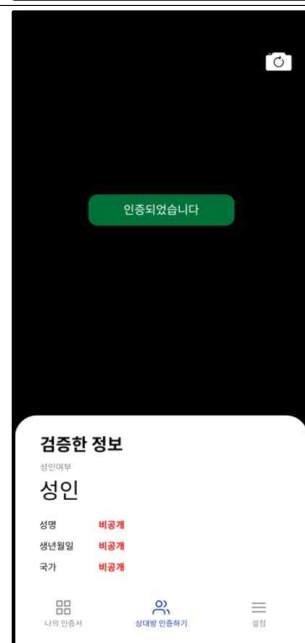 인증되었습니다
검증한 정보
성인여부
성인
성명 비공개
생년월일 비공개
국가 비공개
나의 인증서 상대방 인증하기 설정